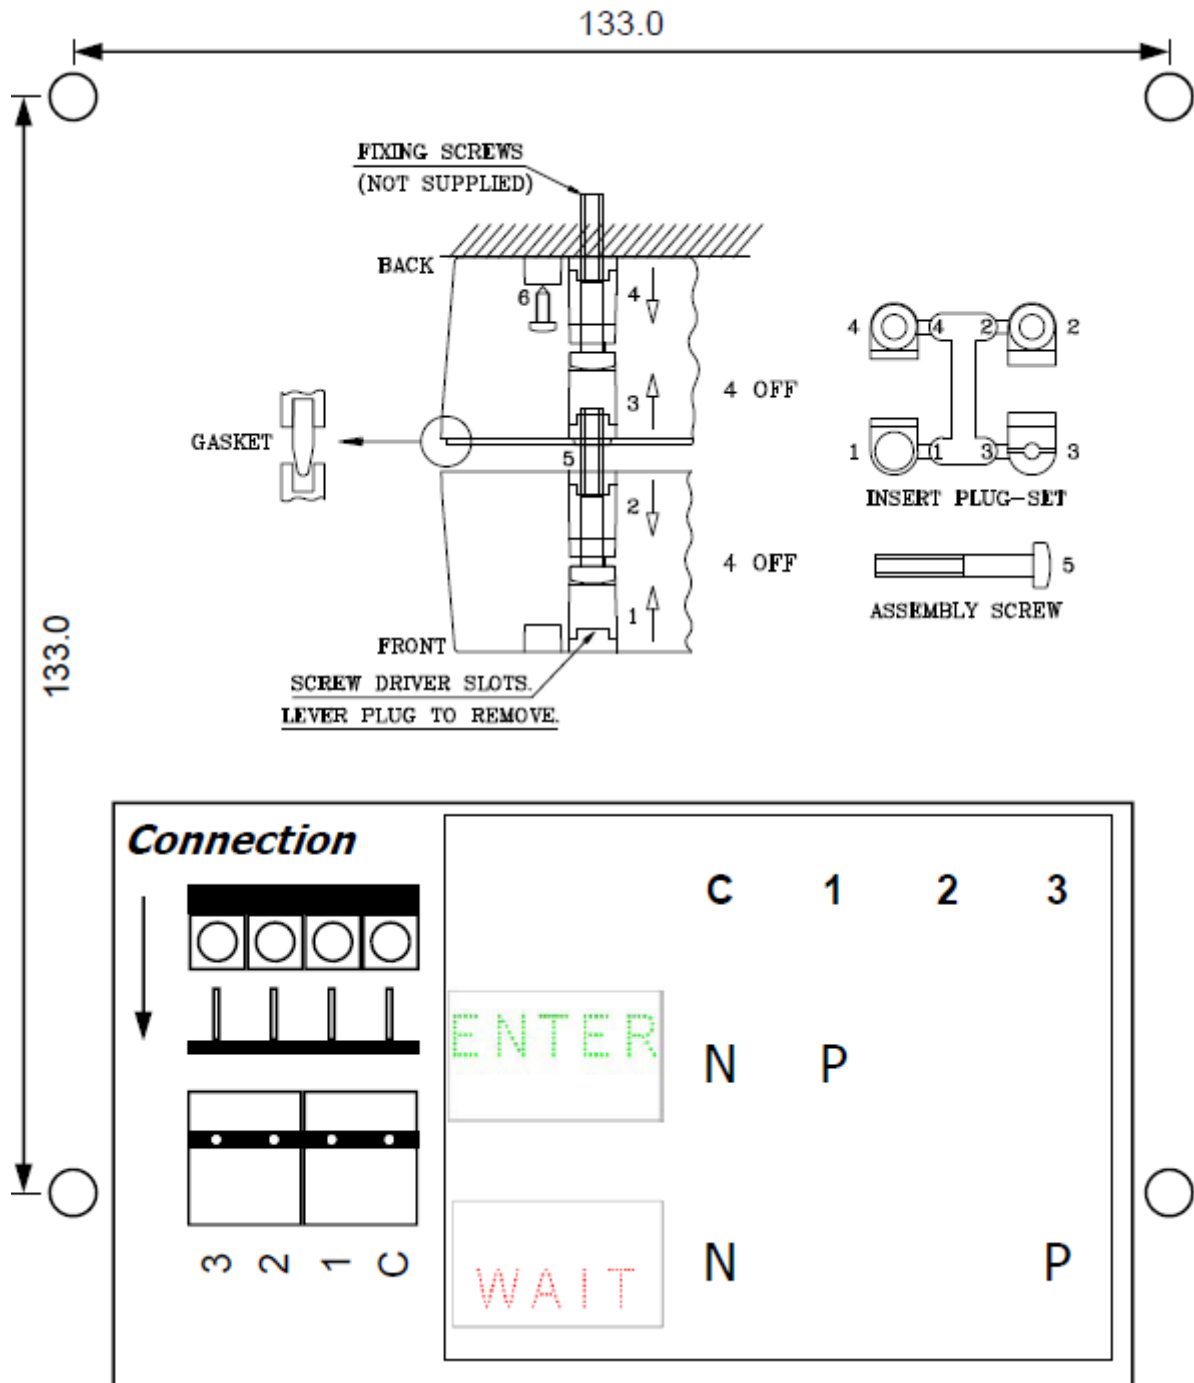 133.0
133.0
FIXING SCREWS
(NOT SUPPLIED)
BACK
6
4
3
GASKET
5
4 OFF
2
4 OFF
1
FRONT
SCREW DRIVER SLOTS.
LEVER PLUG TO REMOVE.
4 4 2 2
1 1 3 3
INSERT PLUG-SET
5
ASSEMBLY SCREW
Connection
3 2 1 C
C 1 2 3
ENTER N P
WAIT N P